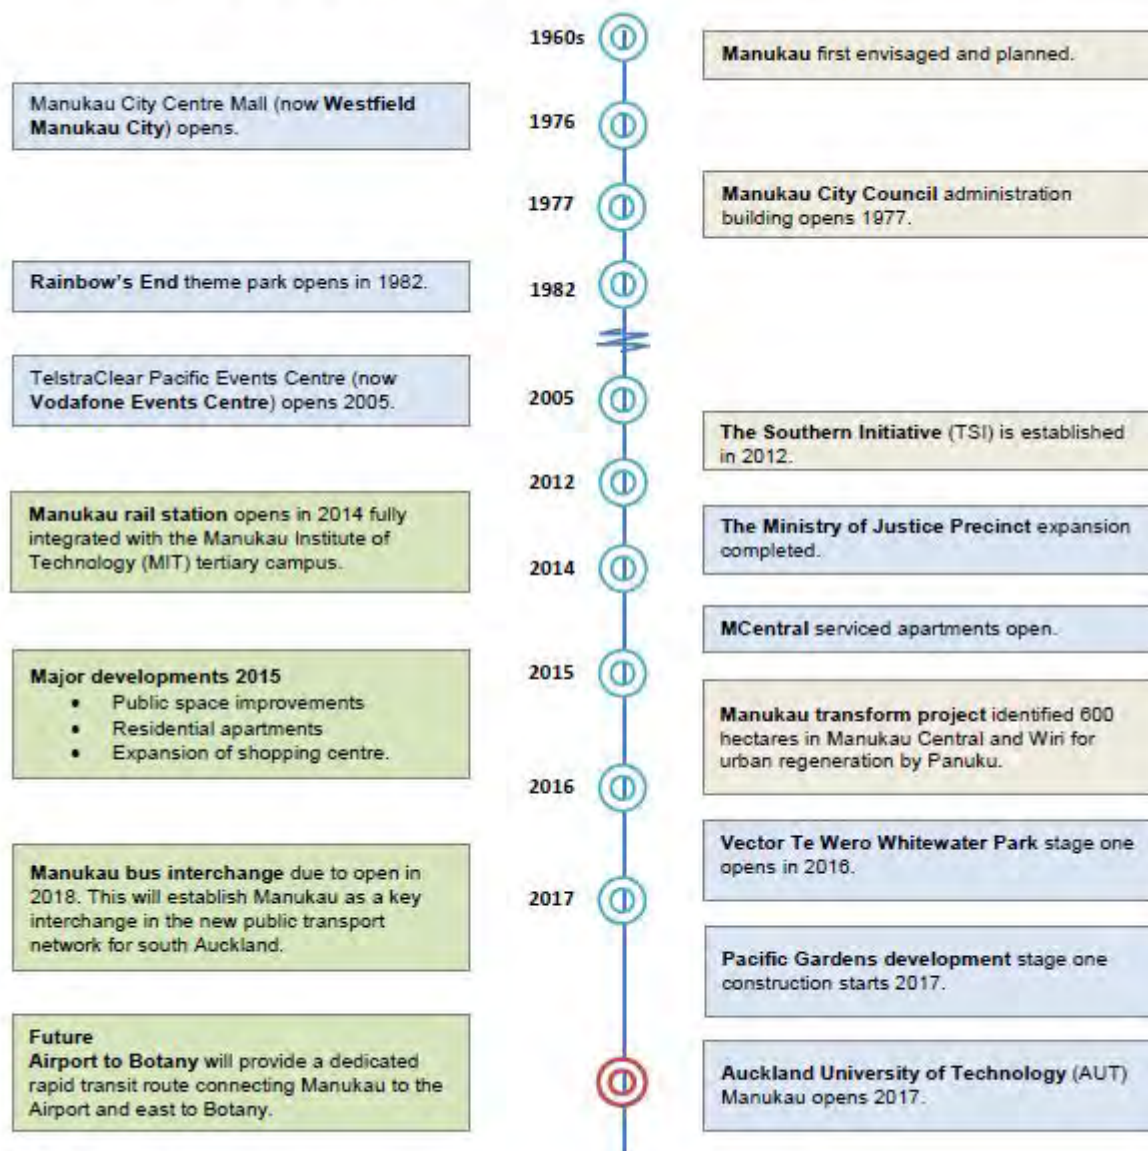 1960s
Manukau first envisaged and planned.
Manukau City Centre Mall (now Westfield
Manukau City) opens.
1976
1977
Manukau City Council administration
building opens 1977.
Rainbow's End theme park opens in 1982.
1982
TelstraClear Pacific Events Centre (now
Vodafone Events Centre) opens 2005.
2005
The Southern Initiative (TSI) is established
in 2012.
2012
Manukau rail station opens in 2014 fully
integrated with the Manukau Institute of
Technology (MIT) tertiary campus.
The Ministry of Justice Precinct expansion
completed.
2014
MCentral serviced apartments open.
Major developments 2015
• Public space improvements
• Residential apartments
• Expansion of shopping centre.
2015
Manukau transform project identified 600
hectares in Manukau Central and Wiri for
urban regeneration by Panuku.
2016
Vector Te Wero Whitewater Park stage one
opens in 2016.
Manukau bus interchange due to open in
2018. This will establish Manukau as a key
interchange in the new public transport
network for south Auckland.
2017
Pacific Gardens development stage one
construction starts 2017.
Future
Airport to Botany will provide a dedicated
rapid transit route connecting Manukau to the
Airport and east to Botany.
Auckland University of Technology (AUT)
Manukau opens 2017.